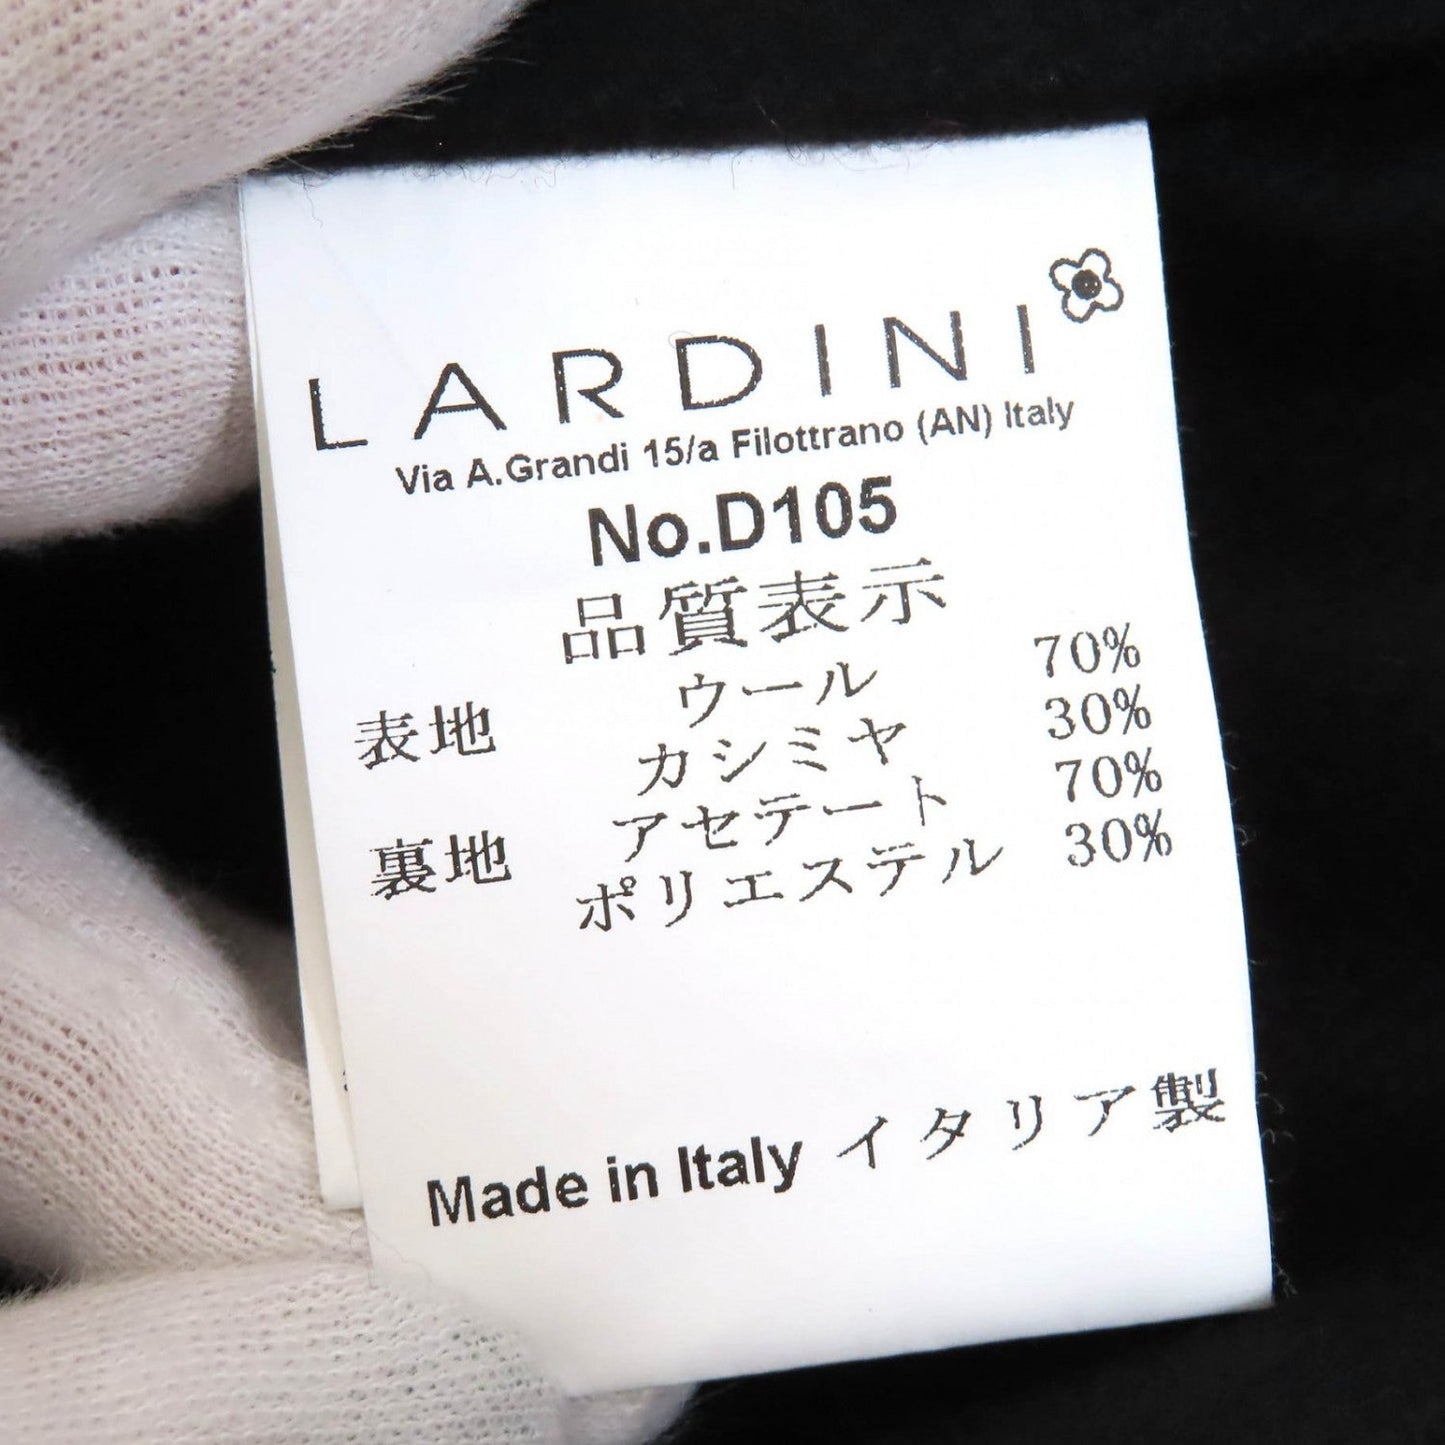 LARDINI
Via A.Grandi 15/a Filottrano (AN) Italy
No.D105
品質表示
表地 ウール 70%
カシミヤ 30%
裏地 アセテート 70%
ポリエステル 30%
Made in Italy イタリア製